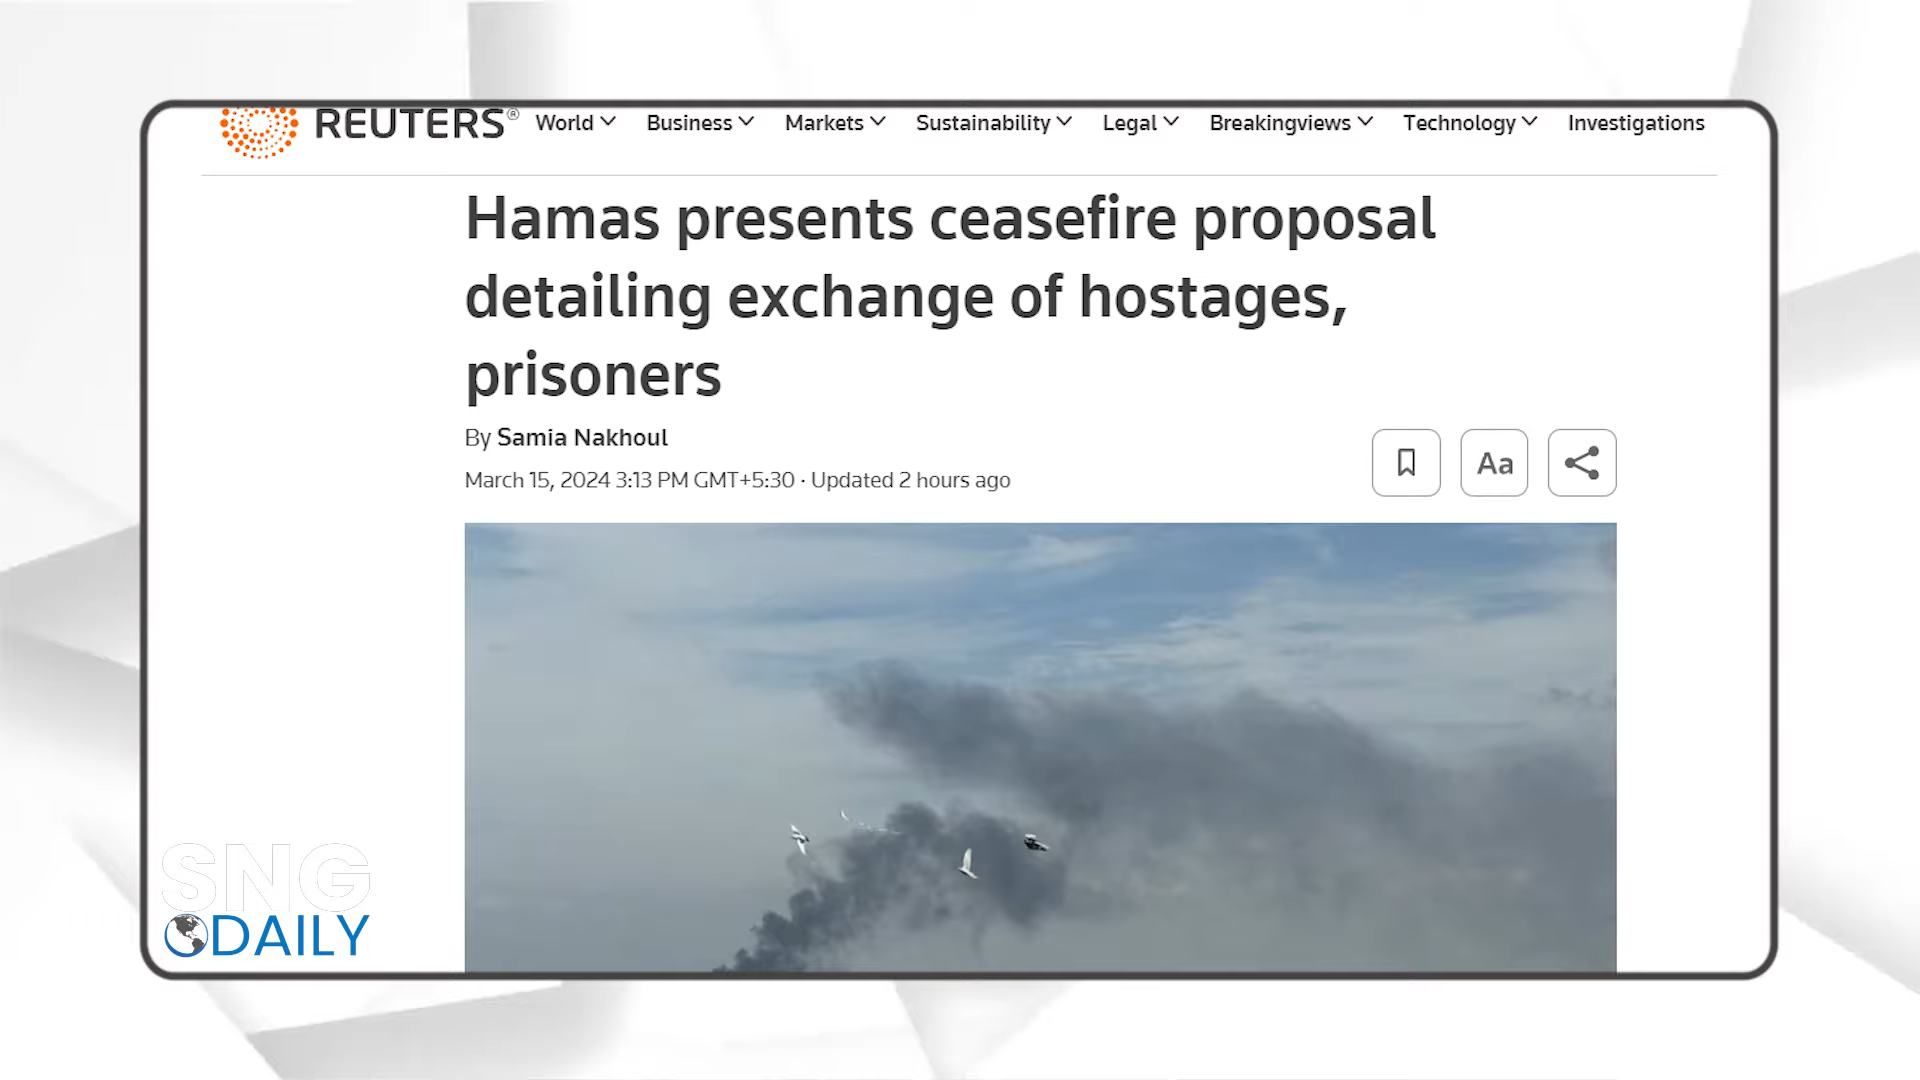 REUTERS® World Business Markets Sustainability Legal Breakingviews Technology Investigations
Hamas presents ceasefire proposal
detailing exchange of hostages,
prisoners
By Samia Nakhoul
March 15, 2024 3:13 PM GMT+5:30 · Updated 2 hours ago
Aa
SNG
DAILY